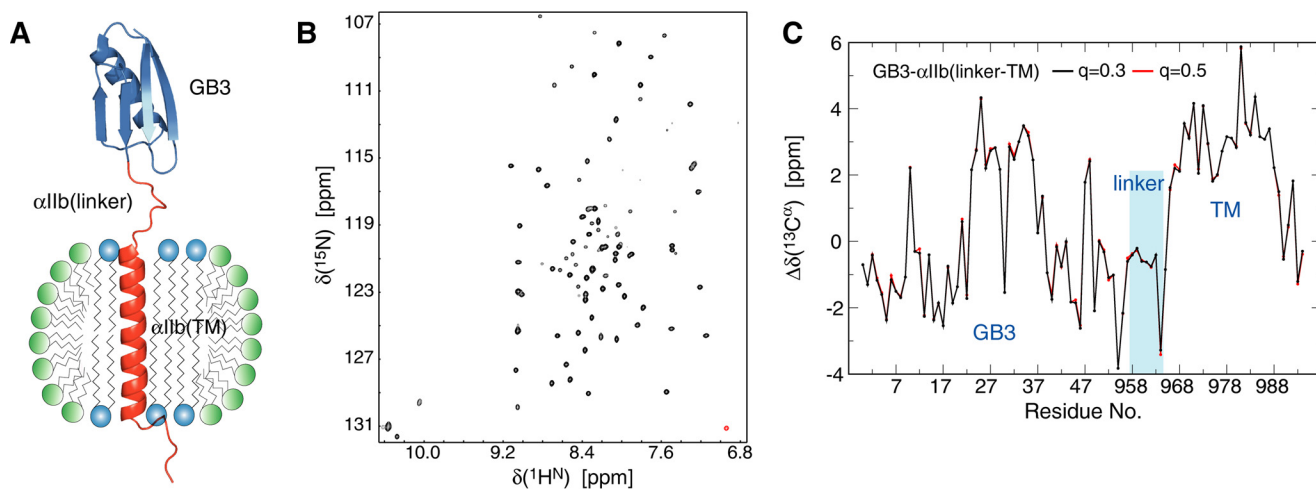 A
GB3
αIIb(linker)
αIIb(TM)
B
107
111
115
119
123
127
131
δ(15N) [ppm]
10.0 9.2 8.4 7.6 6.8
δ(1HN) [ppm]
C
6
4
2
0
-2
-4
Δδ(13Cα) [ppm]
GB3-αIIb(linker-TM) q=0.3 q=0.5
linker
TM
GB3
7 17 27 37 47 958 968 978 988
Residue No.